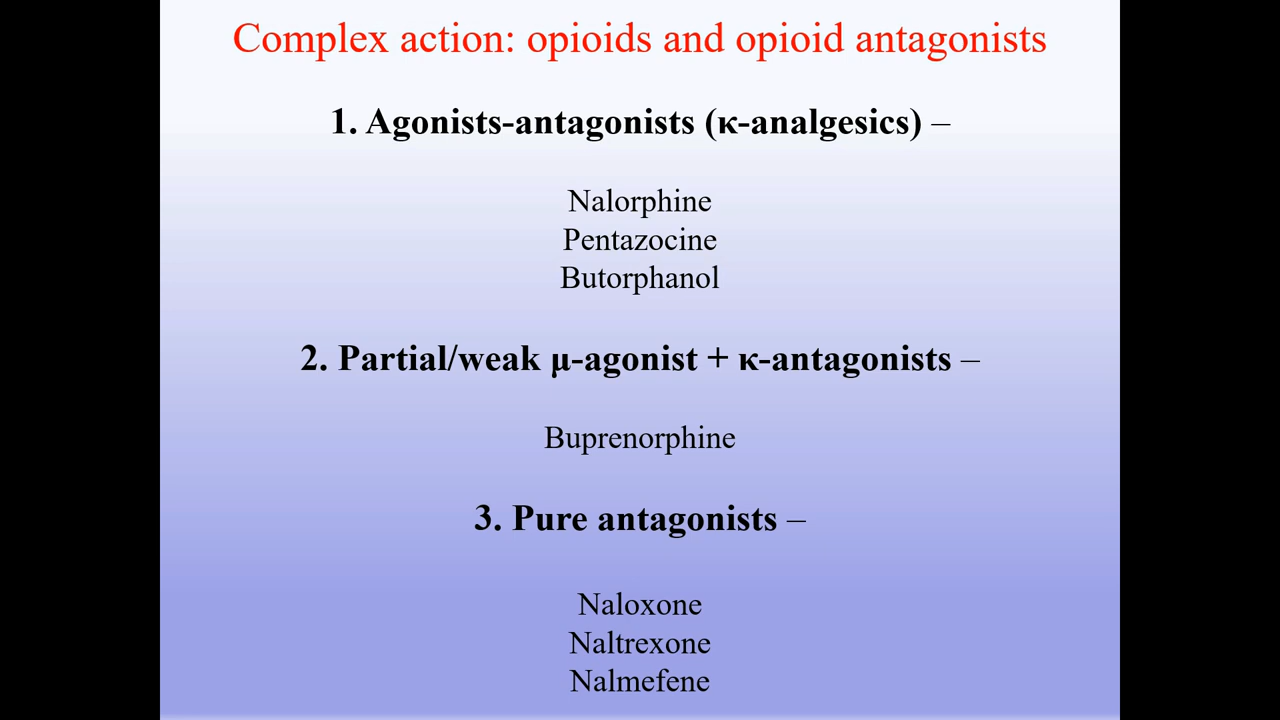 Complex action: opioids and opioid antagonists
1. Agonists-antagonists (κ-analgesics) –
Nalorphine
Pentazocine
Butorphanol
2. Partial/weak μ-agonist + κ-antagonists –
Buprenorphine
3. Pure antagonists –
Naloxone
Naltrexone
Nalmefene